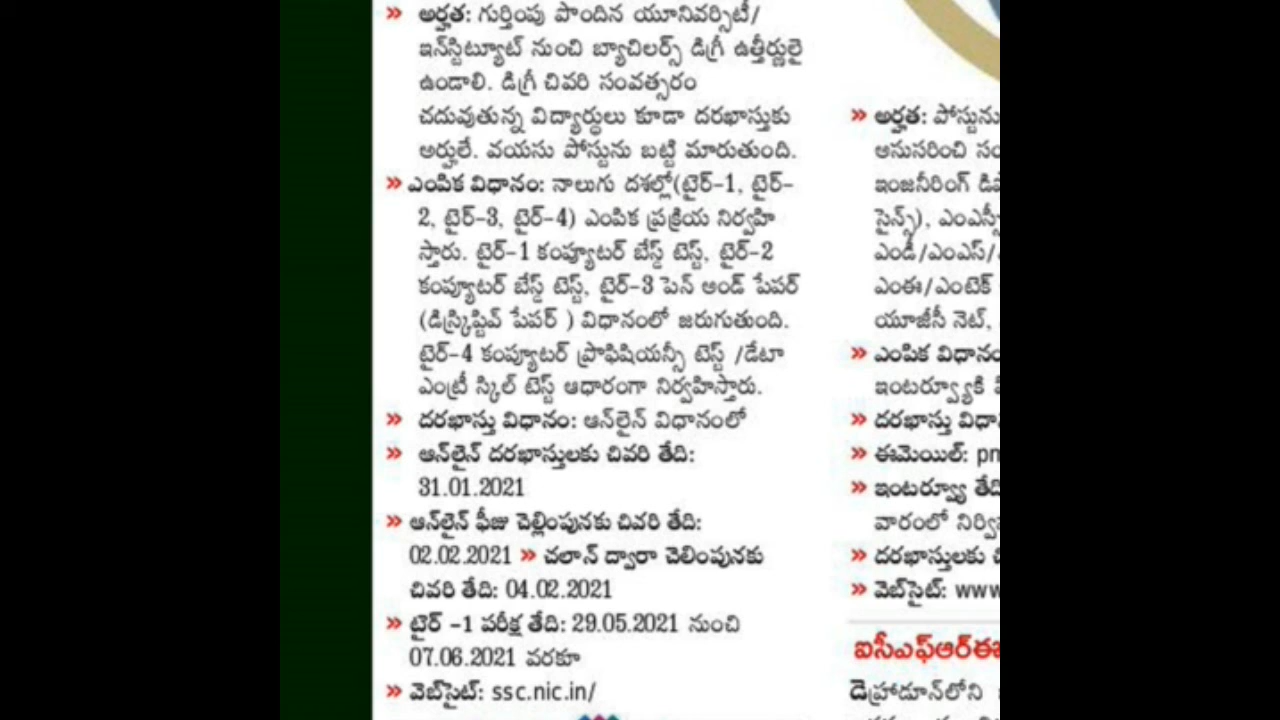 » అర్హత: గుర్తింపు పొందిన యూనివర్సిటీ/
ఇన్‌స్టిట్యూట్ నుంచి బ్యాచిలర్స్ డిగ్రీ ఉత్తీర్ణులై
ఉండాలి. డిగ్రీ చివరి సంవత్సరం
చదువుతున్న విద్యార్థులు కూడా దరఖాస్తుకు
అర్హులే. వయసు పోస్టును బట్టి మారుతుంది.
» ఎంపిక విధానం: నాలుగు దశల్లో(టైర్-1, టైర్-
2, టైర్-3, టైర్-4) ఎంపిక ప్రక్రియ నిర్వహి
స్తారు. టైర్-1 కంప్యూటర్ బేస్డ్ టెస్ట్, టైర్-2
కంప్యూటర్ బేస్డ్ టెస్ట్, టైర్-3 పెన్ అండ్ పేపర్
(డిస్క్రిప్టివ్ పేపర్ ) విధానంలో జరుగుతుంది.
టైర్-4 కంప్యూటర్ ప్రొఫిషియన్సీ టెస్ట్ /డేటా
ఎంట్రీ స్కిల్ టెస్ట్ ఆధారంగా నిర్వహిస్తారు.
» దరఖాస్తు విధానం: ఆన్‌లైన్ విధానంలో
» ఆన్‌లైన్ దరఖాస్తులకు చివరి తేది:
31.01.2021
» ఆన్‌లైన్ ఫీజు చెల్లింపునకు చివరి తేది:
02.02.2021 » చలాన్ ద్వారా చెలింపునకు
చివరి తేది: 04.02.2021
» టైర్ -1 పరీక్ష తేది: 29.05.2021 నుంచి
07.06.2021 వరకూ
» వెబ్‌సైట్: ssc.nic.in/
» అర్హత: పోస్టును
అనుసరించి
ఇంజనీరింగ్
సైన్స్), ఎంఎస్సీ
ఎండీ/ఎంఎస్/
ఎంఈ/ఎంటెక్
యూజీసీ నెట్,
» ఎంపిక విధానం
ఇంటర్వ్యూకి
» దరఖాస్తు
» ఈమెయిల్:
» ఇంటర్వ్యూ తేది
వారంలో
» దరఖాస్తులకు
» వెబ్‌సైట్: www
ఐసీఎఫ్ఆర్ఈ
డెహ్రాడూన్‌లోని